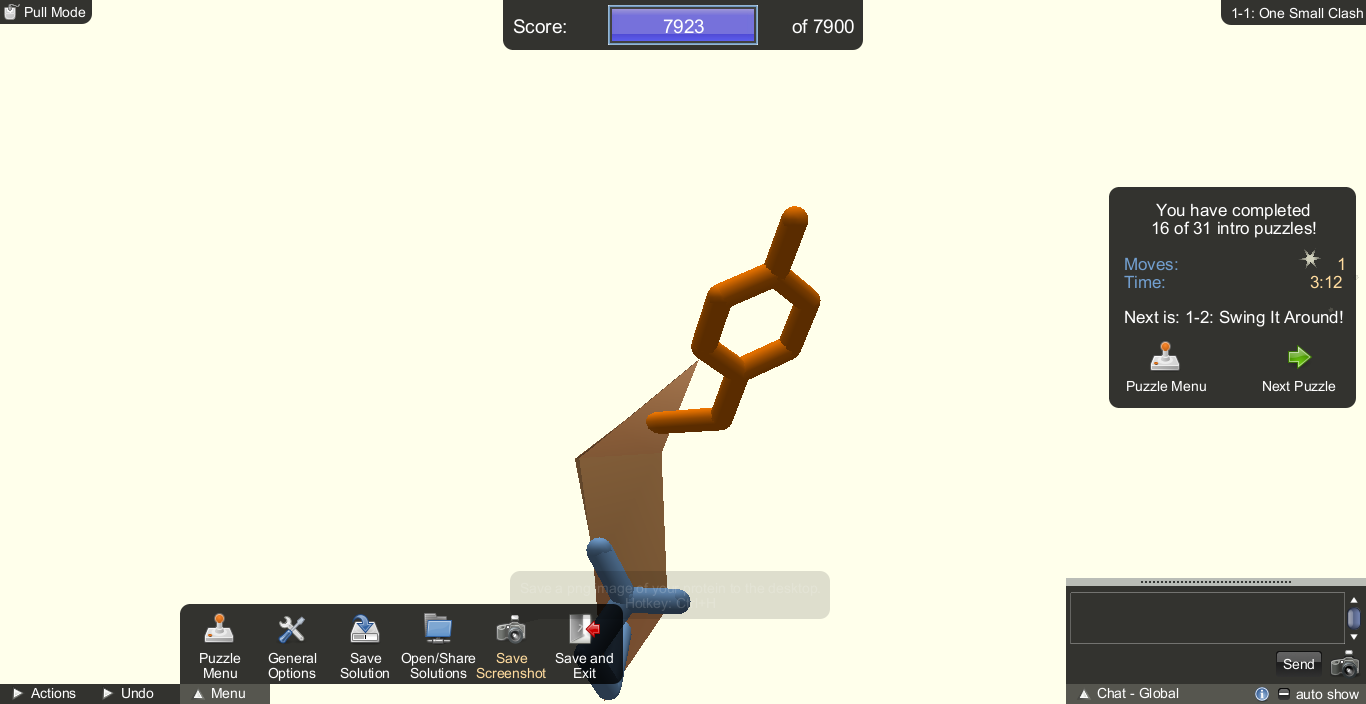 Pull Mode
Score: 7923 of 7900
1-1: One Small Clash
You have completed
16 of 31 intro puzzles!
Moves: 1
Time: 3:12
Next is: 1-2: Swing It Around!
Puzzle Menu
Next Puzzle
Save a png image of your protein to the desktop.
Hotkey:
Puzzle Menu
General Options
Save Solution
Open/Share Solutions
Save Screenshot
Save and Exit
Actions
Undo
Menu
Send
Chat - Global
auto show